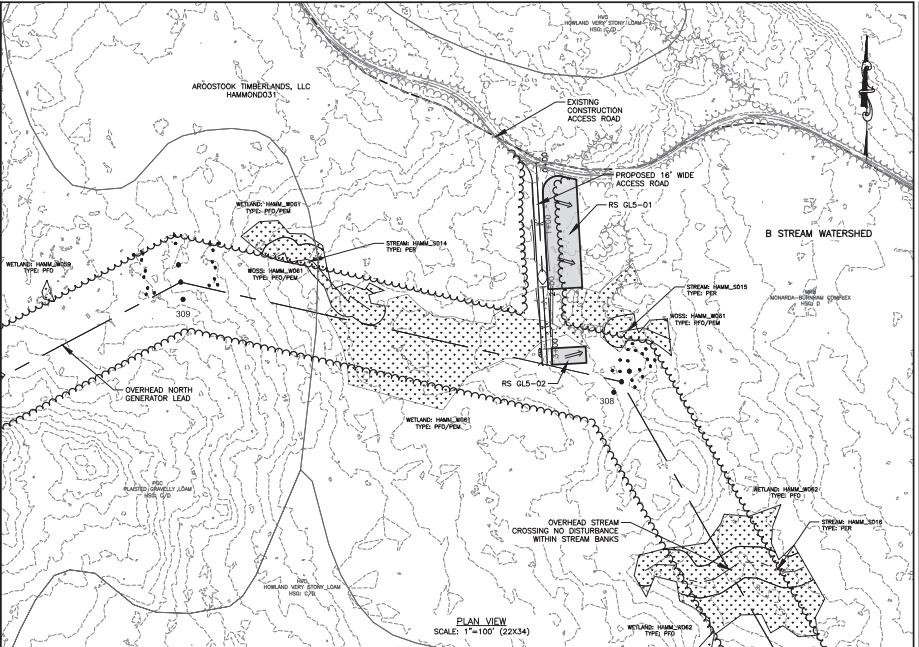 HVC
HOWLAND VERY STONY LOAM
HSG: C/D
AROOSTOOK TIMBERLANDS, LLC
HAMMOND031
EXISTING
CONSTRUCTION
ACCESS ROAD
PROPOSED 16' WIDE
ACCESS ROAD
RS GL5-01
B STREAM WATERSHED
WETLAND: HAMM_W061
TYPE: PFO/PEM
STREAM: HAMM_S014
TYPE: PER
WOSS: HAMM_W061
TYPE: PFO/PEM
WETLAND: HAMM_W059
TYPE: PFO
STREAM: HAMM_S015
TYPE: PER
MONARDA-BURNHAM COMPLEX
HSG: D
WOSS: HAMM_W061
TYPE: PFO/PEM
309
OVERHEAD NORTH
GENERATOR LEAD
RS GL5-02
308
WETLAND: HAMM_W061
TYPE: PFO/PEM
PGC
PLAISTED GRAVELLY LOAM
HSG: C/D
WETLAND: HAMM_W062
TYPE: PFO
OVERHEAD STREAM
CROSSING NO DISTURBANCE
WITHIN STREAM BANKS
STREAM: HAMM_S016
TYPE: PER
HVC
HOWLAND VERY STONY LOAM
HSG: C/D
PLAN VIEW
SCALE: 1"=100' (22X34)
WETLAND: HAMM_W062
TYPE: PFO